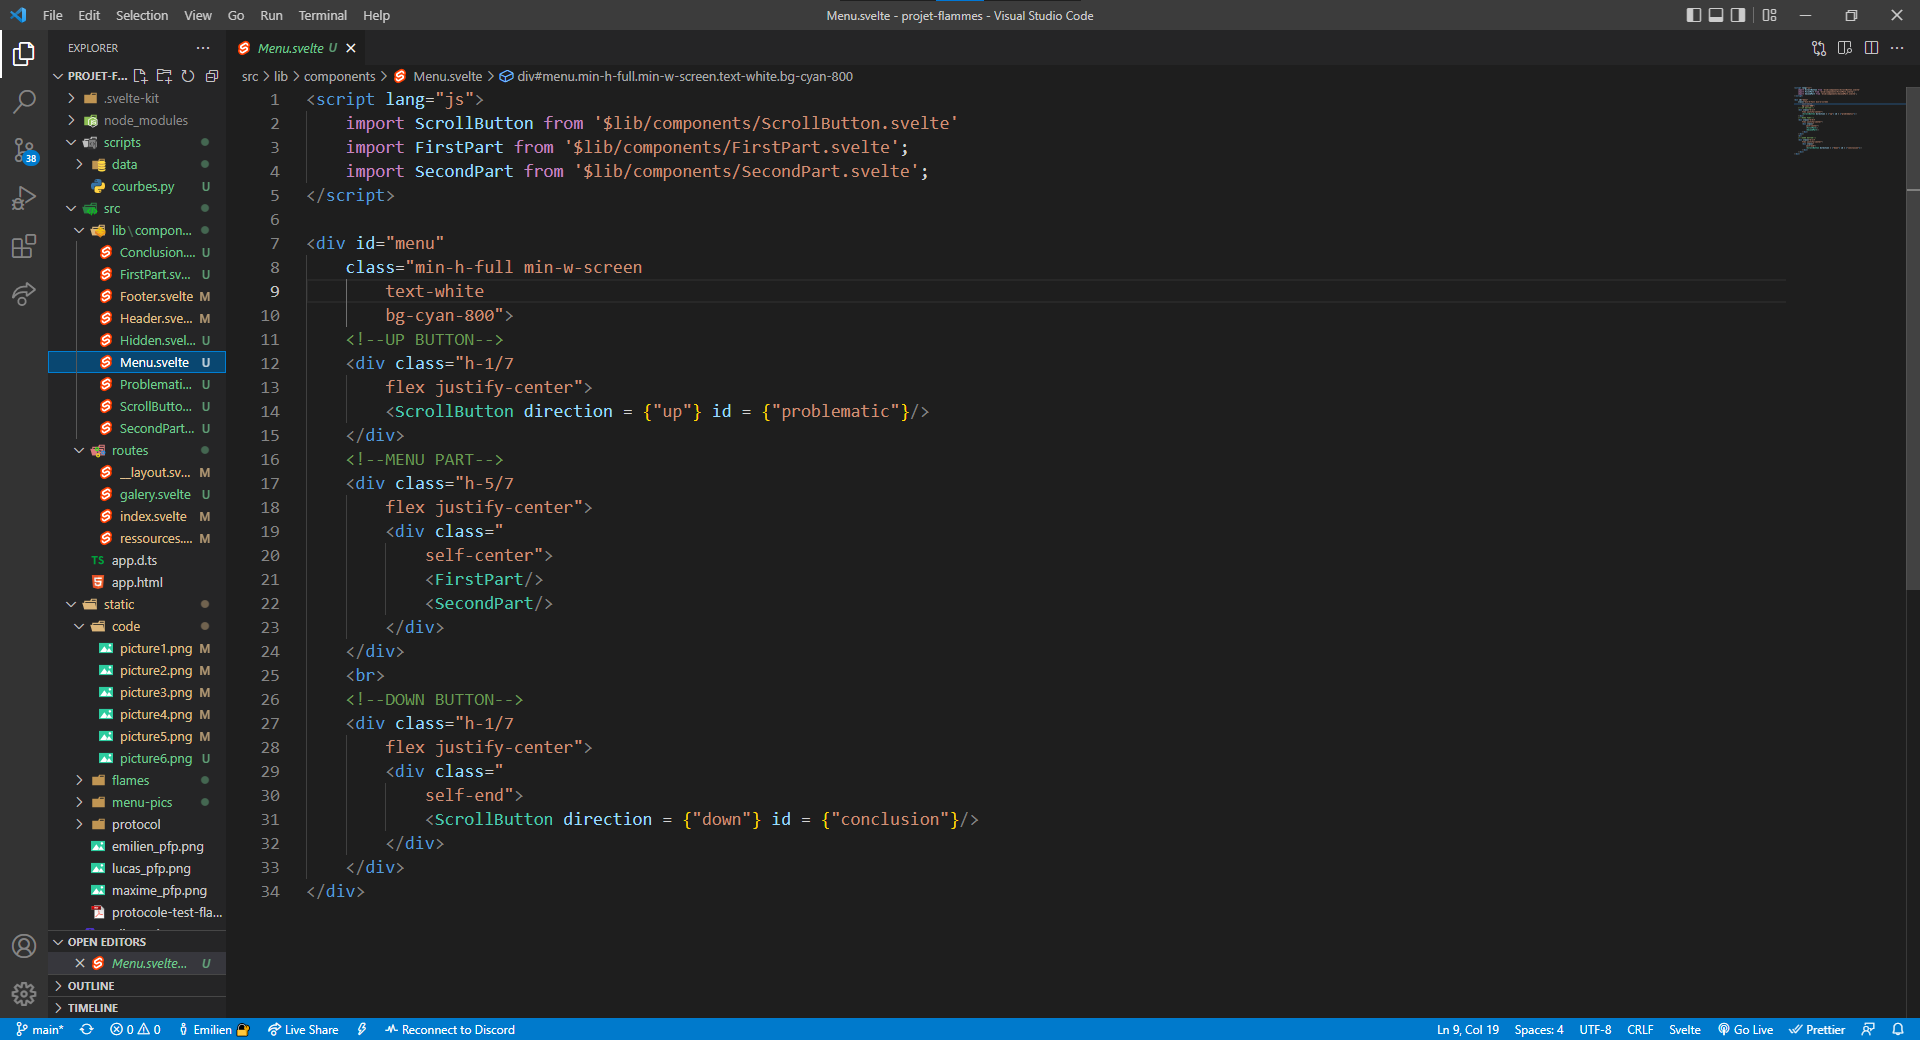 File Edit Selection View Go Run Terminal Help
Menu.svelte - projet-flammes - Visual Studio Code
EXPLORER
PROJET-F...
.svelte-kit
node_modules
scripts
data
courbes.py U
src
lib\compon...
Conclusion.... U
FirstPart.sv... U
Footer.svelte M
Header.sve... M
Hidden.svel... U
Menu.svelte U
Problemati... U
ScrollButto... U
SecondPart... U
routes
__layout.sv... M
galery.svelte U
index.svelte M
ressources.... M
TS app.d.ts
app.html
static
code
picture1.png M
picture2.png M
picture3.png M
picture4.png M
picture5.png M
picture6.png U
flames
menu-pics
protocol
emilien_pfp.png
lucas_pfp.png
maxime_pfp.png
protocole-test-fla...
OPEN EDITORS
Menu.svelte... U
OUTLINE
TIMELINE
38
Menu.svelte U
src > lib > components > Menu.svelte > div#menu.min-h-full.min-w-screen.text-white.bg-cyan-800
1 <script lang="js">
2 import ScrollButton from '$lib/components/ScrollButton.svelte'
3 import FirstPart from '$lib/components/FirstPart.svelte';
4 import SecondPart from '$lib/components/SecondPart.svelte';
5 </script>
6
7 <div id="menu"
8 class="min-h-full min-w-screen
9 text-white
10 bg-cyan-800">
11 <!--UP BUTTON-->
12 <div class="h-1/7
13 flex justify-center">
14 <ScrollButton direction = {"up"} id = {"problematic"}/>
15 </div>
16 <!--MENU PART-->
17 <div class="h-5/7
18 flex justify-center">
19 <div class="
20 self-center">
21 <FirstPart/>
22 <SecondPart/>
23 </div>
24 </div>
25 <br>
26 <!--DOWN BUTTON-->
27 <div class="h-1/7
28 flex justify-center">
29 <div class="
30 self-end">
31 <ScrollButton direction = {"down"} id = {"conclusion"}/>
32 </div>
33 </div>
34 </div>
main* 0 0 Emilien Live Share Reconnect to Discord
Ln 9, Col 19 Spaces: 4 UTF-8 CRLF Svelte Go Live Prettier